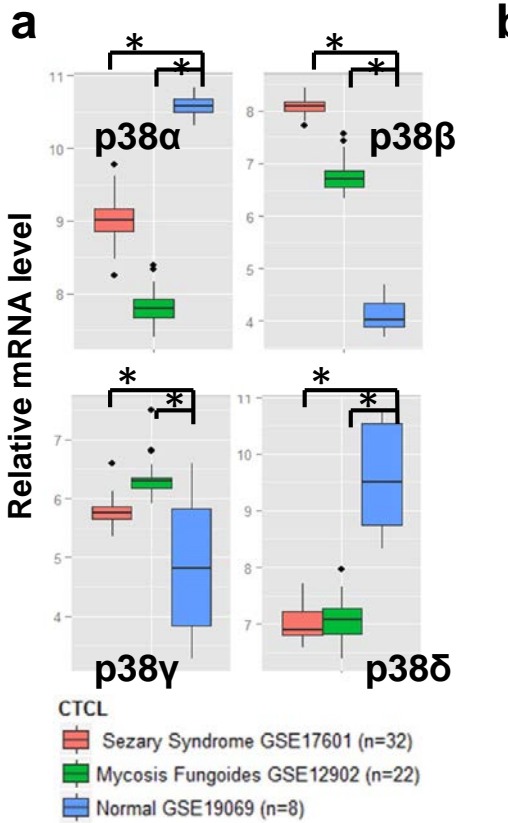 a
b
Relative mRNA level
* *
11
10
9
8
p38α
* *
8
7
6
5
4
p38β
* *
7
6
5
4
p38γ
* *
11
10
9
8
7
p38δ
CTCL
Sezary Syndrome GSE17601 (n=32)
Mycosis Fungoides GSE12902 (n=22)
Normal GSE19069 (n=8)